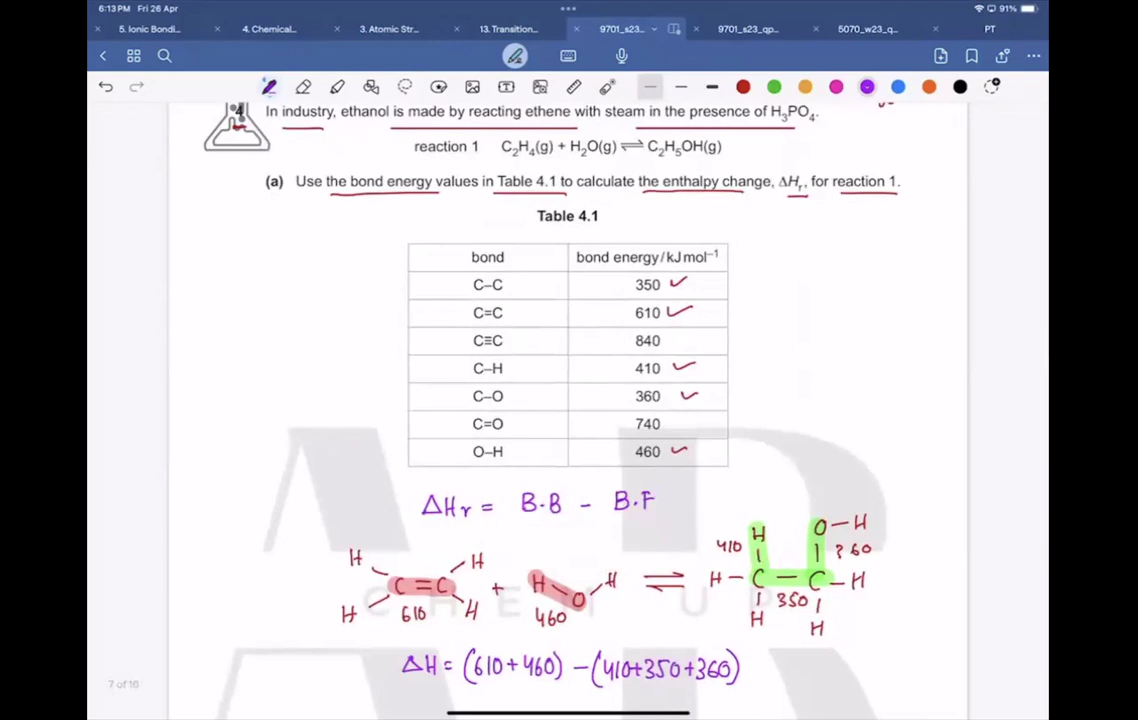 6:13 PM Fri 26 Apr
91%
5. Ionic Bondi...
4. Chemical...
3. Atomic Str...
13. Transition...
9701_s23...
9701_s23_qp...
5070_w23_q...
PT
4 In industry, ethanol is made by reacting ethene with steam in the presence of H₃PO₄.
reaction 1 C₂H₄(g) + H₂O(g) ⇌ C₂H₅OH(g)
(a) Use the bond energy values in Table 4.1 to calculate the enthalpy change, ΔHᵣ, for reaction 1.
Table 4.1
bond bond energy / kJ mol⁻¹
C–C 350 ✓
C=C 610 ✓
C≡C 840
C–H 410 ✓
C–O 360 ✓
C=O 740
O–H 460 ✓
ΔHr = B.B - B.F
H H H O–H
410 360
C=C + H O H ⇌ H – C – C – H
H 610 H 460 350
H H
ΔH = (610+460) – (410+350+360)
CHEM UP
7 of 16